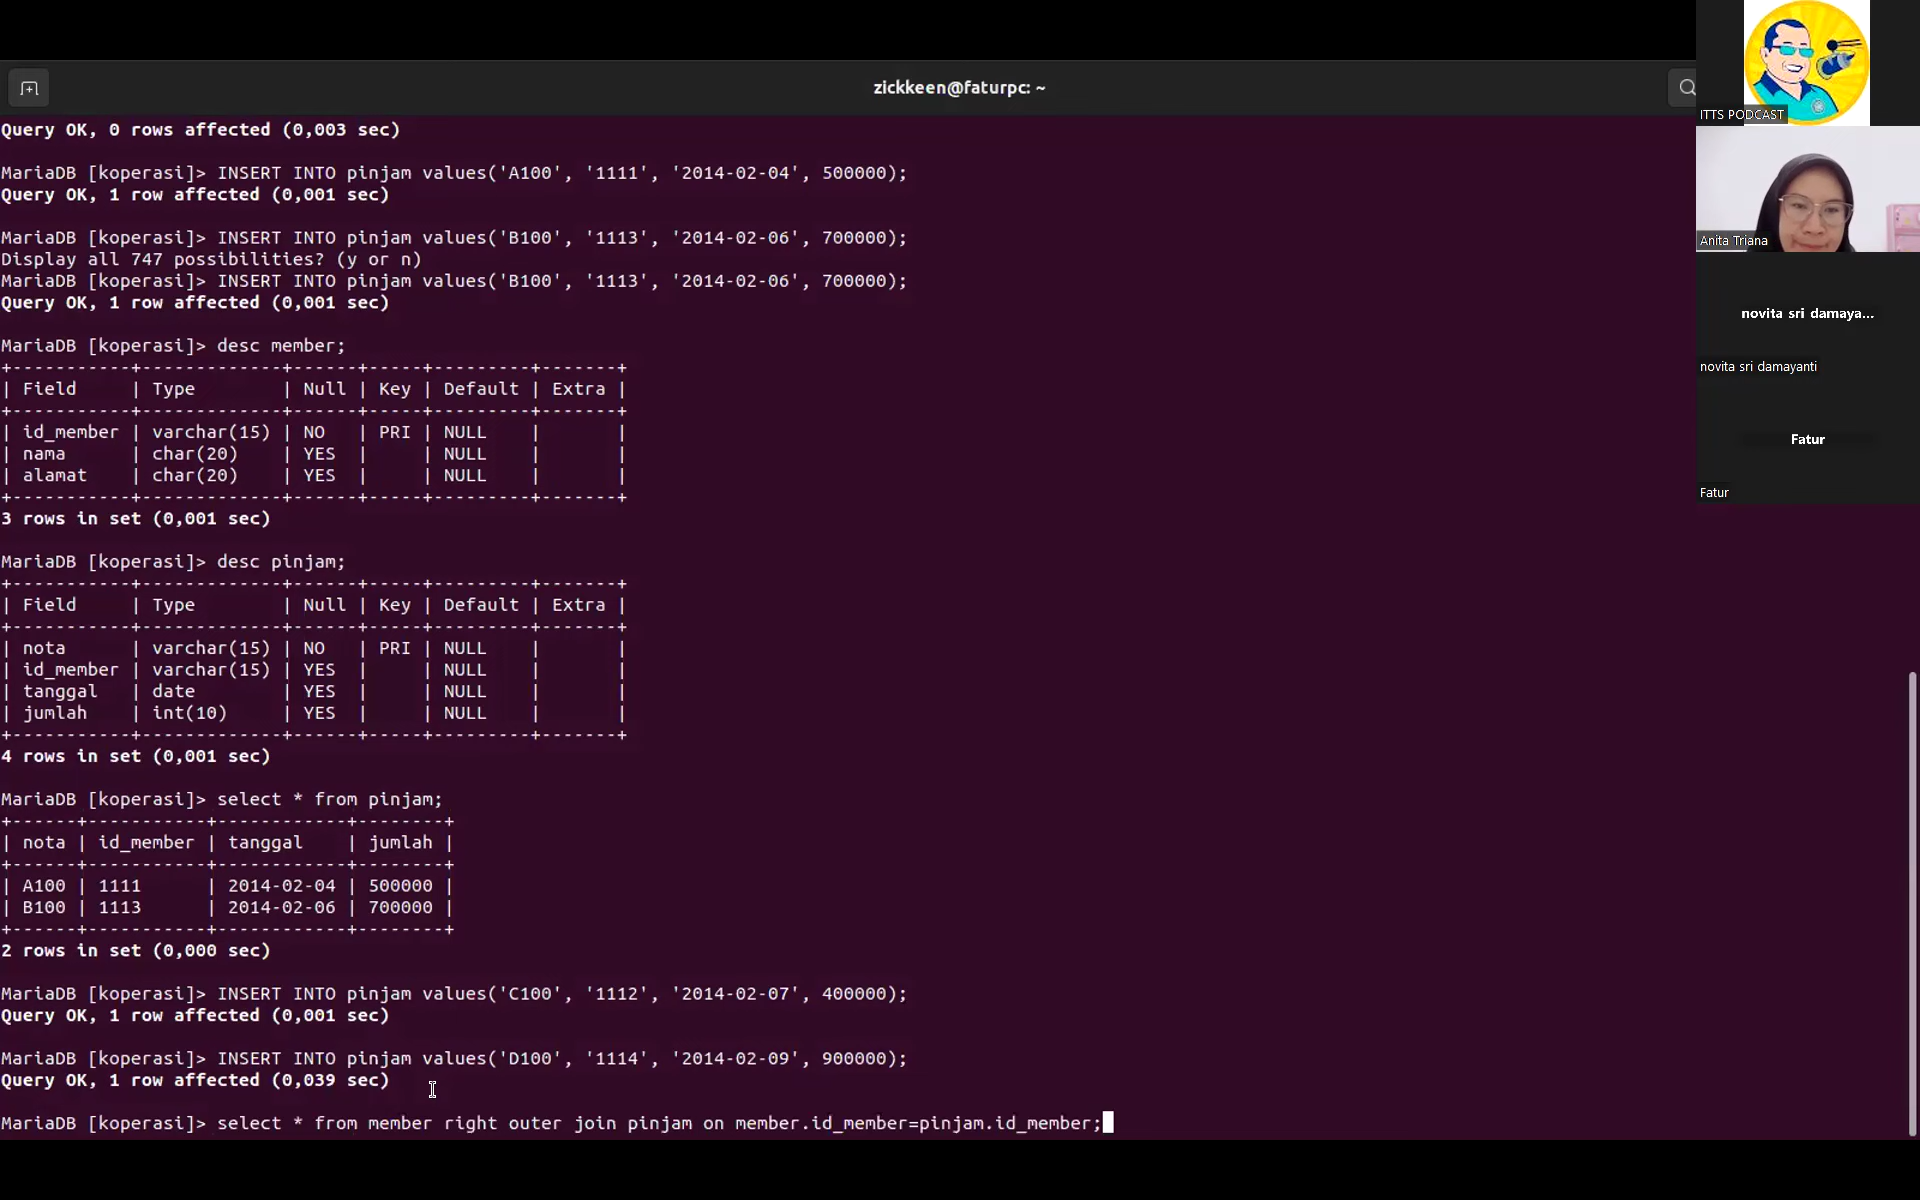 zickkeen@faturpc: ~
Query OK, 0 rows affected (0,003 sec)
MariaDB [koperasi]> INSERT INTO pinjam values('A100', '1111', '2014-02-04', 500000);
Query OK, 1 row affected (0,001 sec)
MariaDB [koperasi]> INSERT INTO pinjam values('B100', '1113', '2014-02-06', 700000);
Display all 747 possibilities? (y or n)
MariaDB [koperasi]> INSERT INTO pinjam values('B100', '1113', '2014-02-06', 700000);
Query OK, 1 row affected (0,001 sec)
MariaDB [koperasi]> desc member;
+-----------+-------------+------+-----+---------+-------+
| Field     | Type        | Null | Key | Default | Extra |
+-----------+-------------+------+-----+---------+-------+
| id_member | varchar(15) | NO   | PRI | NULL    |       |
| nama      | char(20)    | YES  |     | NULL    |       |
| alamat    | char(20)    | YES  |     | NULL    |       |
+-----------+-------------+------+-----+---------+-------+
3 rows in set (0,001 sec)
MariaDB [koperasi]> desc pinjam;
+-----------+-------------+------+-----+---------+-------+
| Field     | Type        | Null | Key | Default | Extra |
+-----------+-------------+------+-----+---------+-------+
| nota      | varchar(15) | NO   | PRI | NULL    |       |
| id_member | varchar(15) | YES  |     | NULL    |       |
| tanggal   | date        | YES  |     | NULL    |       |
| jumlah    | int(10)     | YES  |     | NULL    |       |
+-----------+-------------+------+-----+---------+-------+
4 rows in set (0,001 sec)
MariaDB [koperasi]> select * from pinjam;
+------+-----------+------------+--------+
| nota | id_member | tanggal    | jumlah |
+------+-----------+------------+--------+
| A100 | 1111      | 2014-02-04 | 500000 |
| B100 | 1113      | 2014-02-06 | 700000 |
+------+-----------+------------+--------+
2 rows in set (0,000 sec)
MariaDB [koperasi]> INSERT INTO pinjam values('C100', '1112', '2014-02-07', 400000);
Query OK, 1 row affected (0,001 sec)
MariaDB [koperasi]> INSERT INTO pinjam values('D100', '1114', '2014-02-09', 900000);
Query OK, 1 row affected (0,039 sec)
MariaDB [koperasi]> select * from member right outer join pinjam on member.id_member=pinjam.id_member;
ITTS PODCAST
Anita Triana
novita sri damaya...
novita sri damayanti
Fatur
Fatur